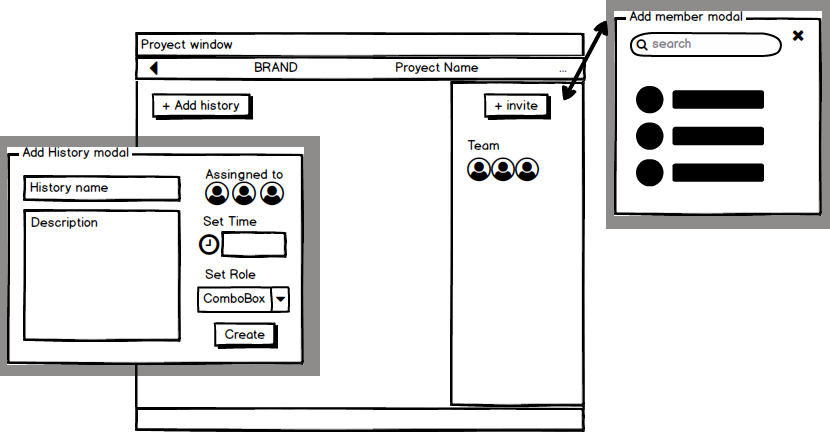 Add member modal
search
Proyect window
BRAND
Proyect Name
...
+ Add history
+ invite
Team
Add History modal
History name
Description
Assingned to
Set Time
Set Role
ComboBox
Create